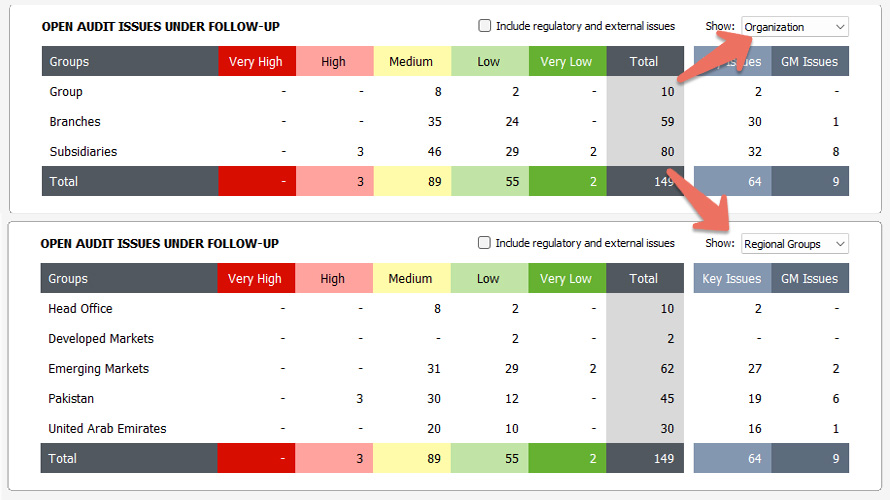 OPEN AUDIT ISSUES UNDER FOLLOW-UP Include regulatory and external issues Show: Organization
Groups Very High High Medium Low Very Low Total Issues GM Issues
Group - - 8 2 - 10 2 -
Branches - - 35 24 - 59 30 1
Subsidiaries - 3 46 29 2 80 32 8
Total - 3 89 55 2 149 64 9
OPEN AUDIT ISSUES UNDER FOLLOW-UP Include regulatory and external issues Show: Regional Groups
Groups Very High High Medium Low Very Low Total Key Issues GM Issues
Head Office - - 8 2 - 10 2 -
Developed Markets - - - 2 - 2 - -
Emerging Markets - - 31 29 2 62 27 2
Pakistan - 3 30 12 - 45 19 6
United Arab Emirates - - 20 10 - 30 16 1
Total - 3 89 55 2 149 64 9